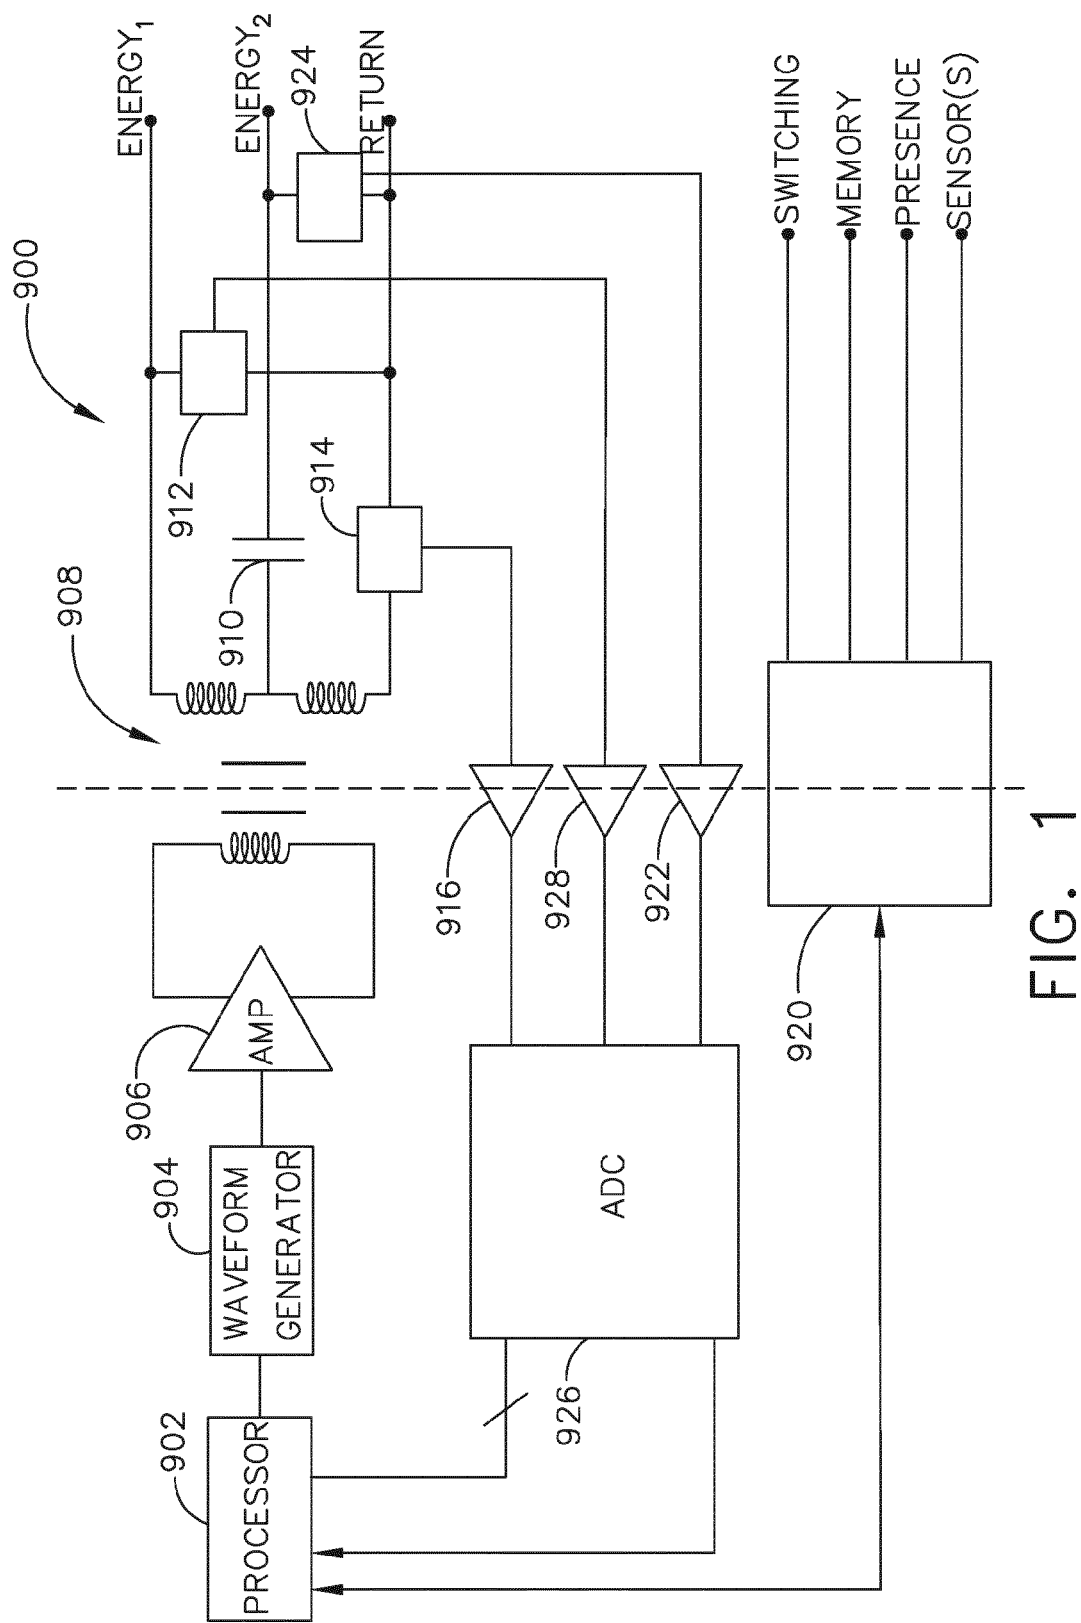 900
908
ENERGY₁
ENERGY₂
924
RETURN
912
910
914
906
AMP
904
WAVEFORM
GENERATOR
902
PROCESSOR
916
928
922
ADC
926
SWITCHING
MEMORY
PRESENCE
SENSOR(S)
920
FIG. 1